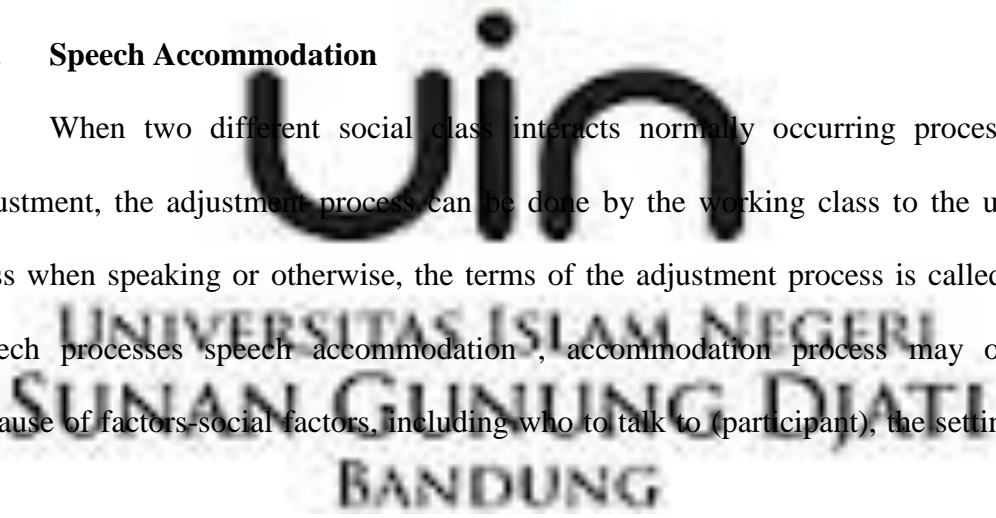 Speech Accommodation
When two different social class interacts normally occurring proces
ustment, the adjustment process can be done by the working class to the u
ss when speaking or otherwise, the terms of the adjustment process is called
ech processes speech accommodation , accommodation process may o
ause of factors-social factors, including who to talk to (participant), the settin
uin
UNIVERSITAS ISLAM NEGERI
SUNAN GUNUNG DJATI
BANDUNG